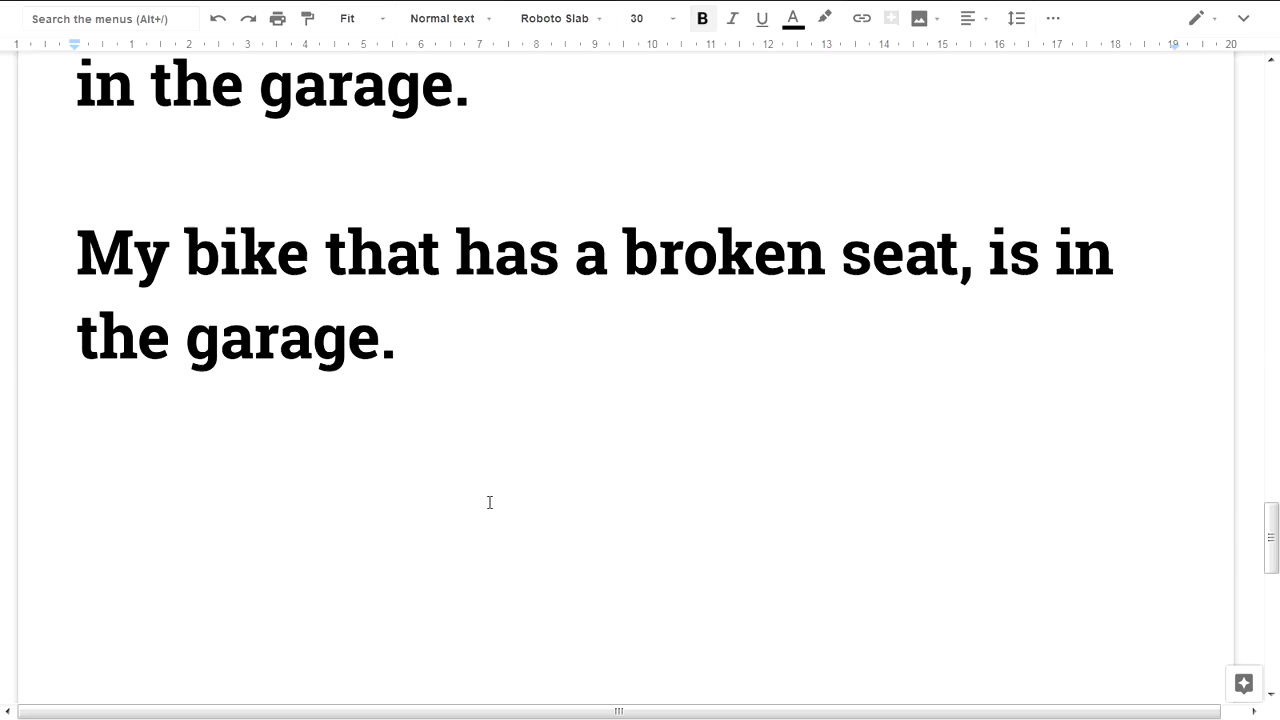 Search the menus (Alt+/) Fit Normal text Roboto Slab 30 B I U A
1 1 2 3 4 5 6 7 8 9 10 11 12 13 14 15 16 17 18 19 20
in the garage.
My bike that has a broken seat, is in
the garage.